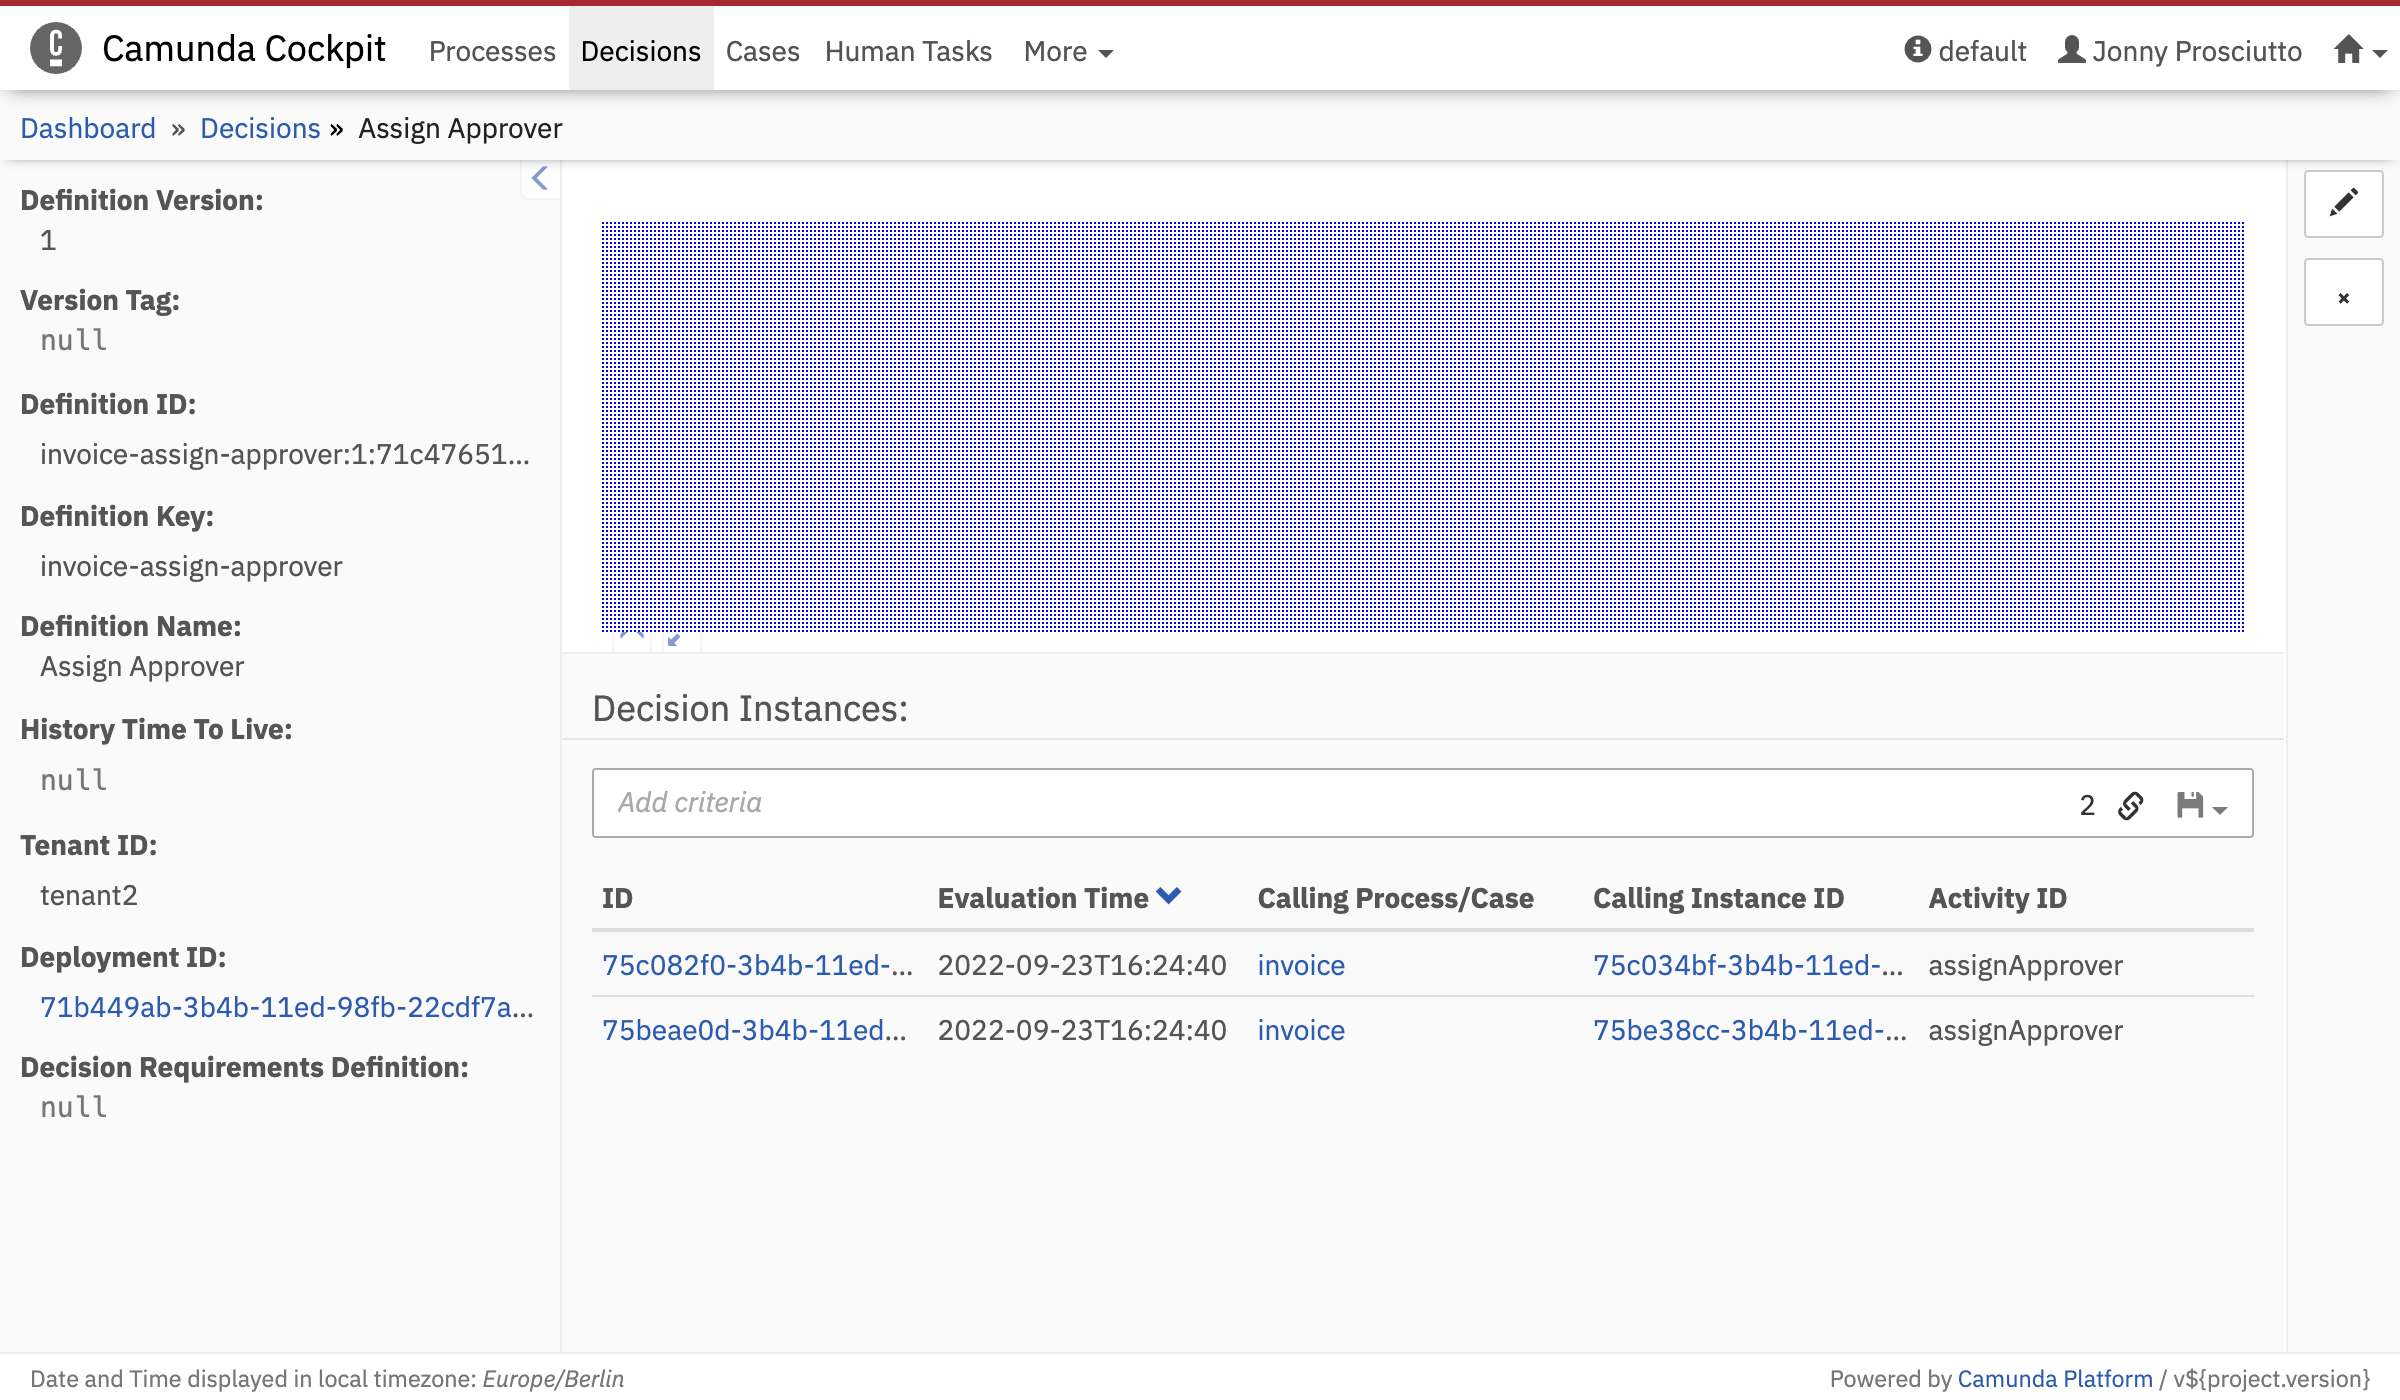 Camunda Cockpit Processes Decisions Cases Human Tasks More default Jonny Prosciutto
Dashboard » Decisions » Assign Approver
Definition Version:
1
Version Tag:
null
Definition ID:
invoice-assign-approver:1:71c47651...
Definition Key:
invoice-assign-approver
Definition Name:
Assign Approver
History Time To Live:
null
Tenant ID:
tenant2
Deployment ID:
71b449ab-3b4b-11ed-98fb-22cdf7a...
Decision Requirements Definition:
null
Decision Instances:
Add criteria 2
ID Evaluation Time Calling Process/Case Calling Instance ID Activity ID
75c082f0-3b4b-11ed-... 2022-09-23T16:24:40 invoice 75c034bf-3b4b-11ed-... assignApprover
75beae0d-3b4b-11ed... 2022-09-23T16:24:40 invoice 75be38cc-3b4b-11ed-... assignApprover
Date and Time displayed in local timezone: Europe/Berlin
Powered by Camunda Platform / v${project.version}